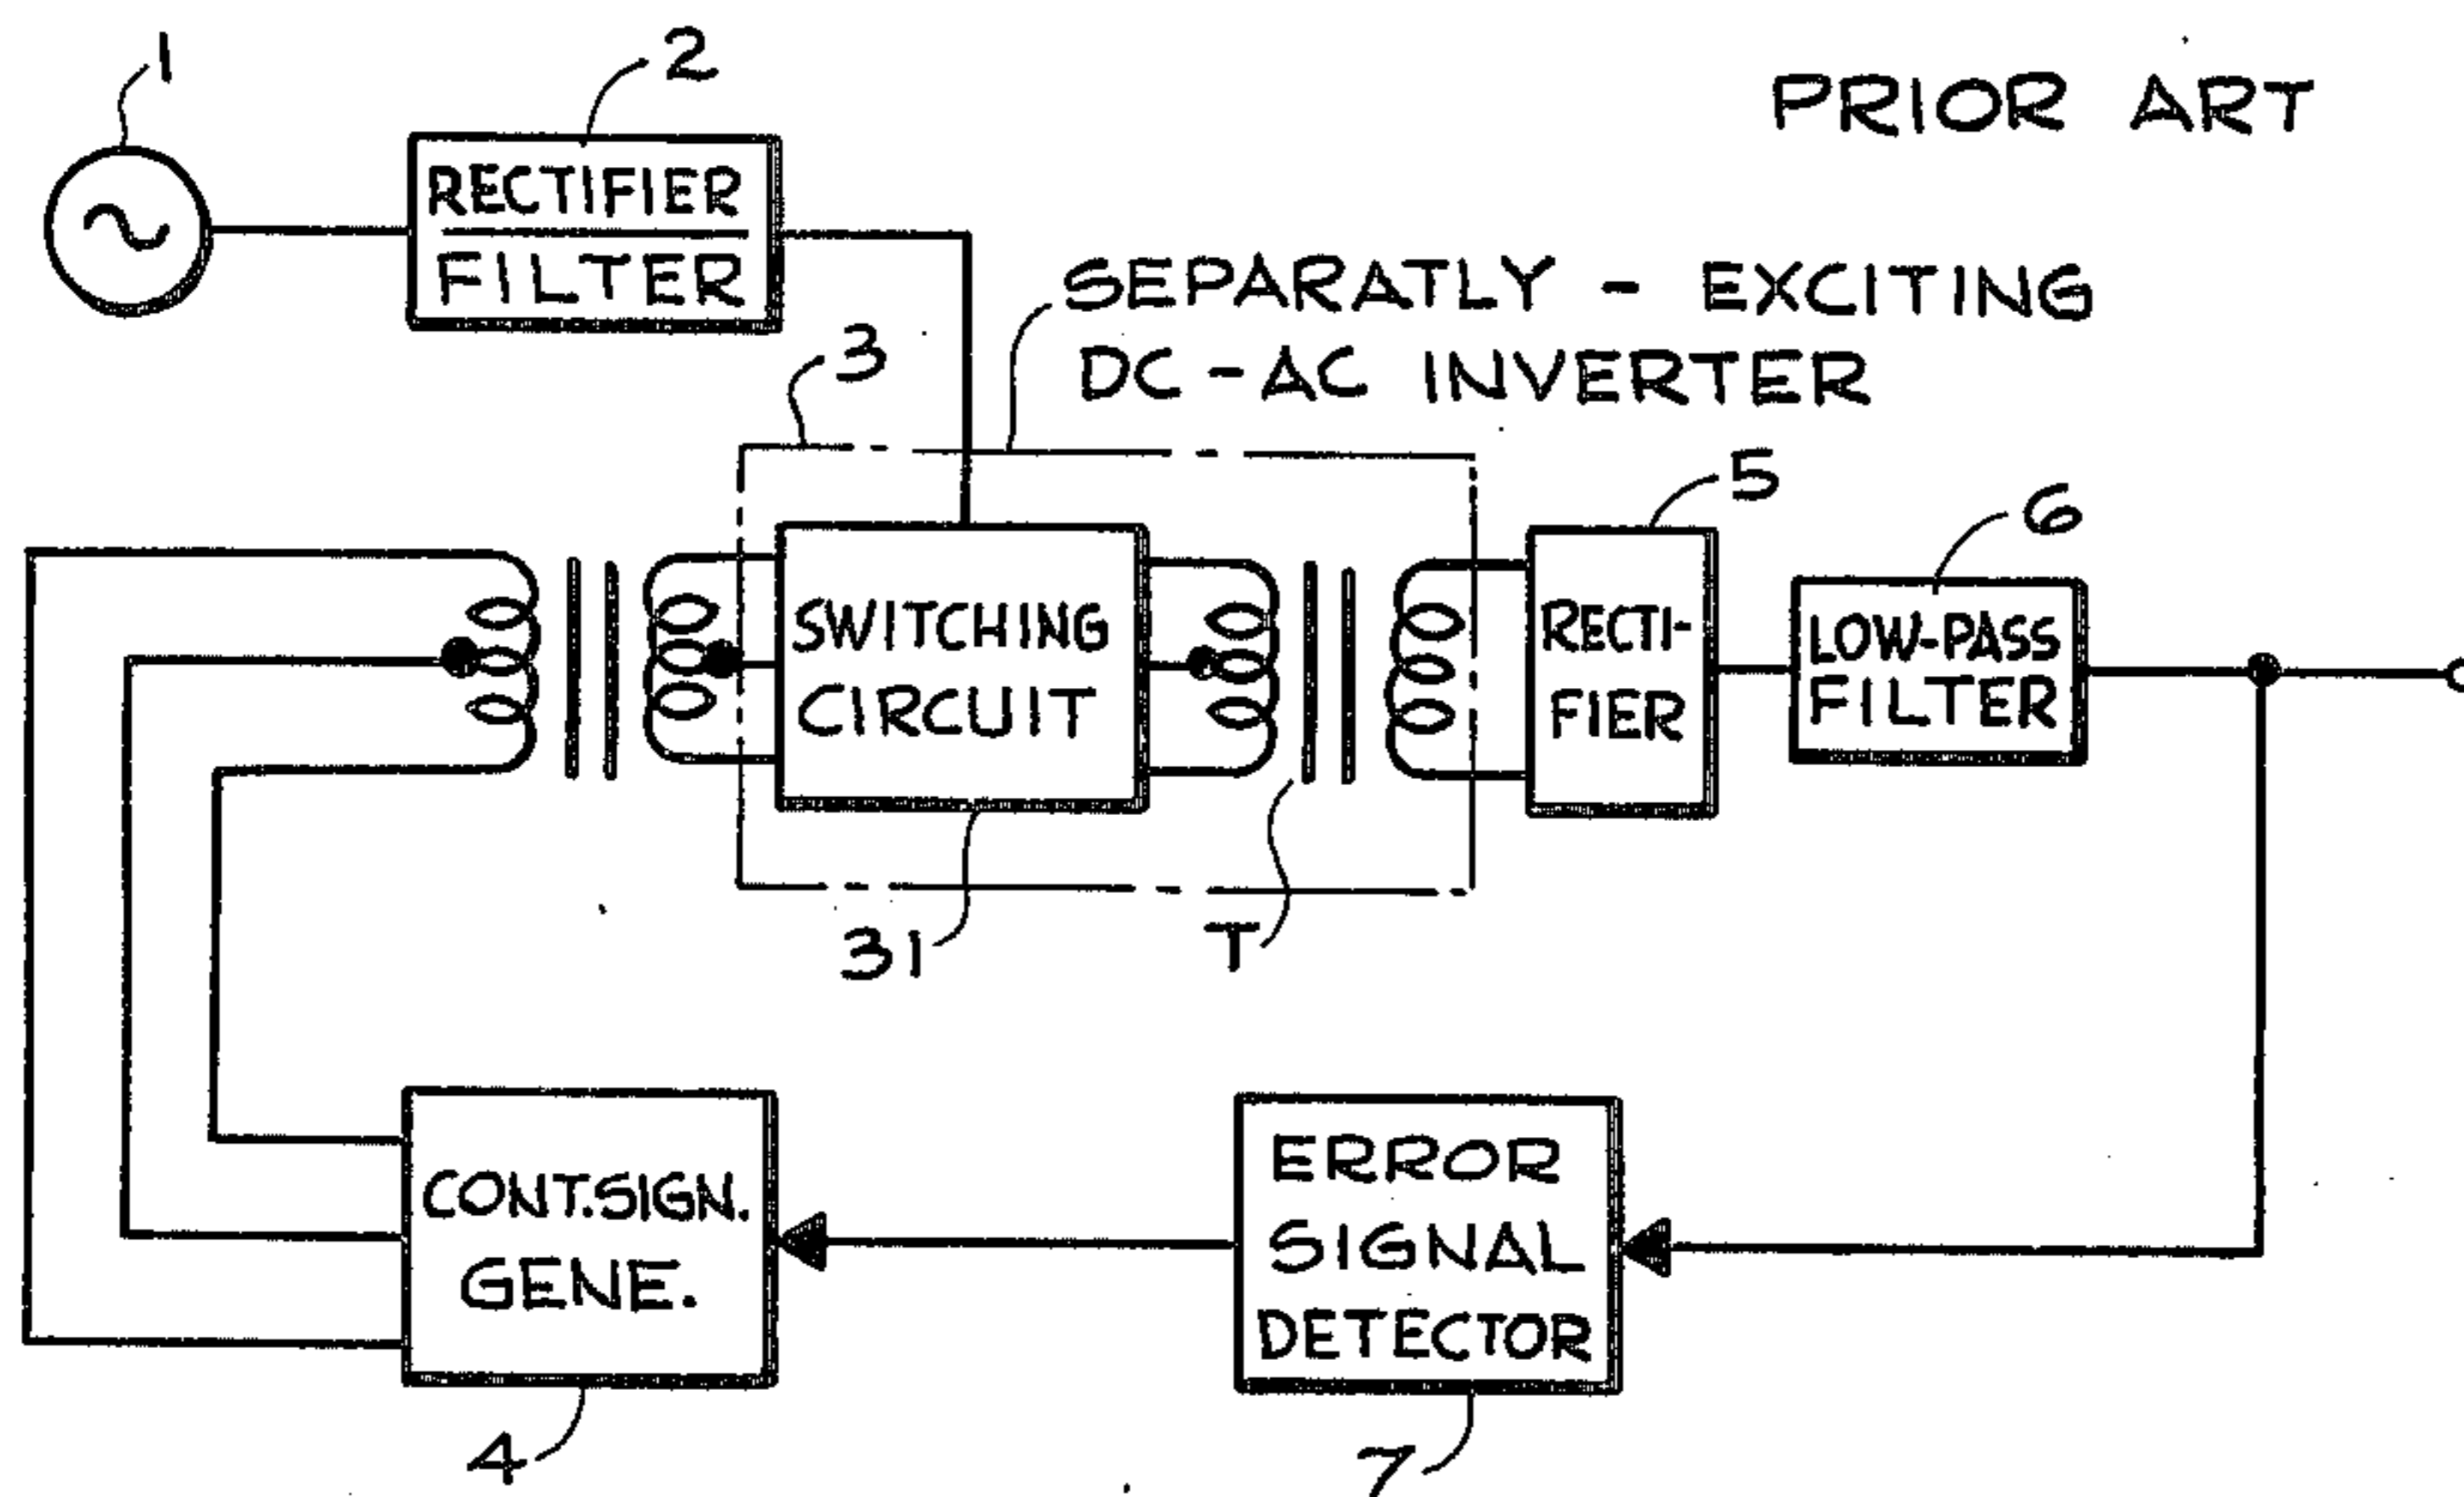 1
2
PRIOR ART
RECTIFIER
FILTER
SEPARATLY - EXCITING
DC - AC INVERTER
3
5
6
SWITCHING
CIRCUIT
RECTI-
FIER
LOW-PASS
FILTER
31
T
CONT.SIGN.
GENE.
ERROR
SIGNAL
DETECTOR
4
7